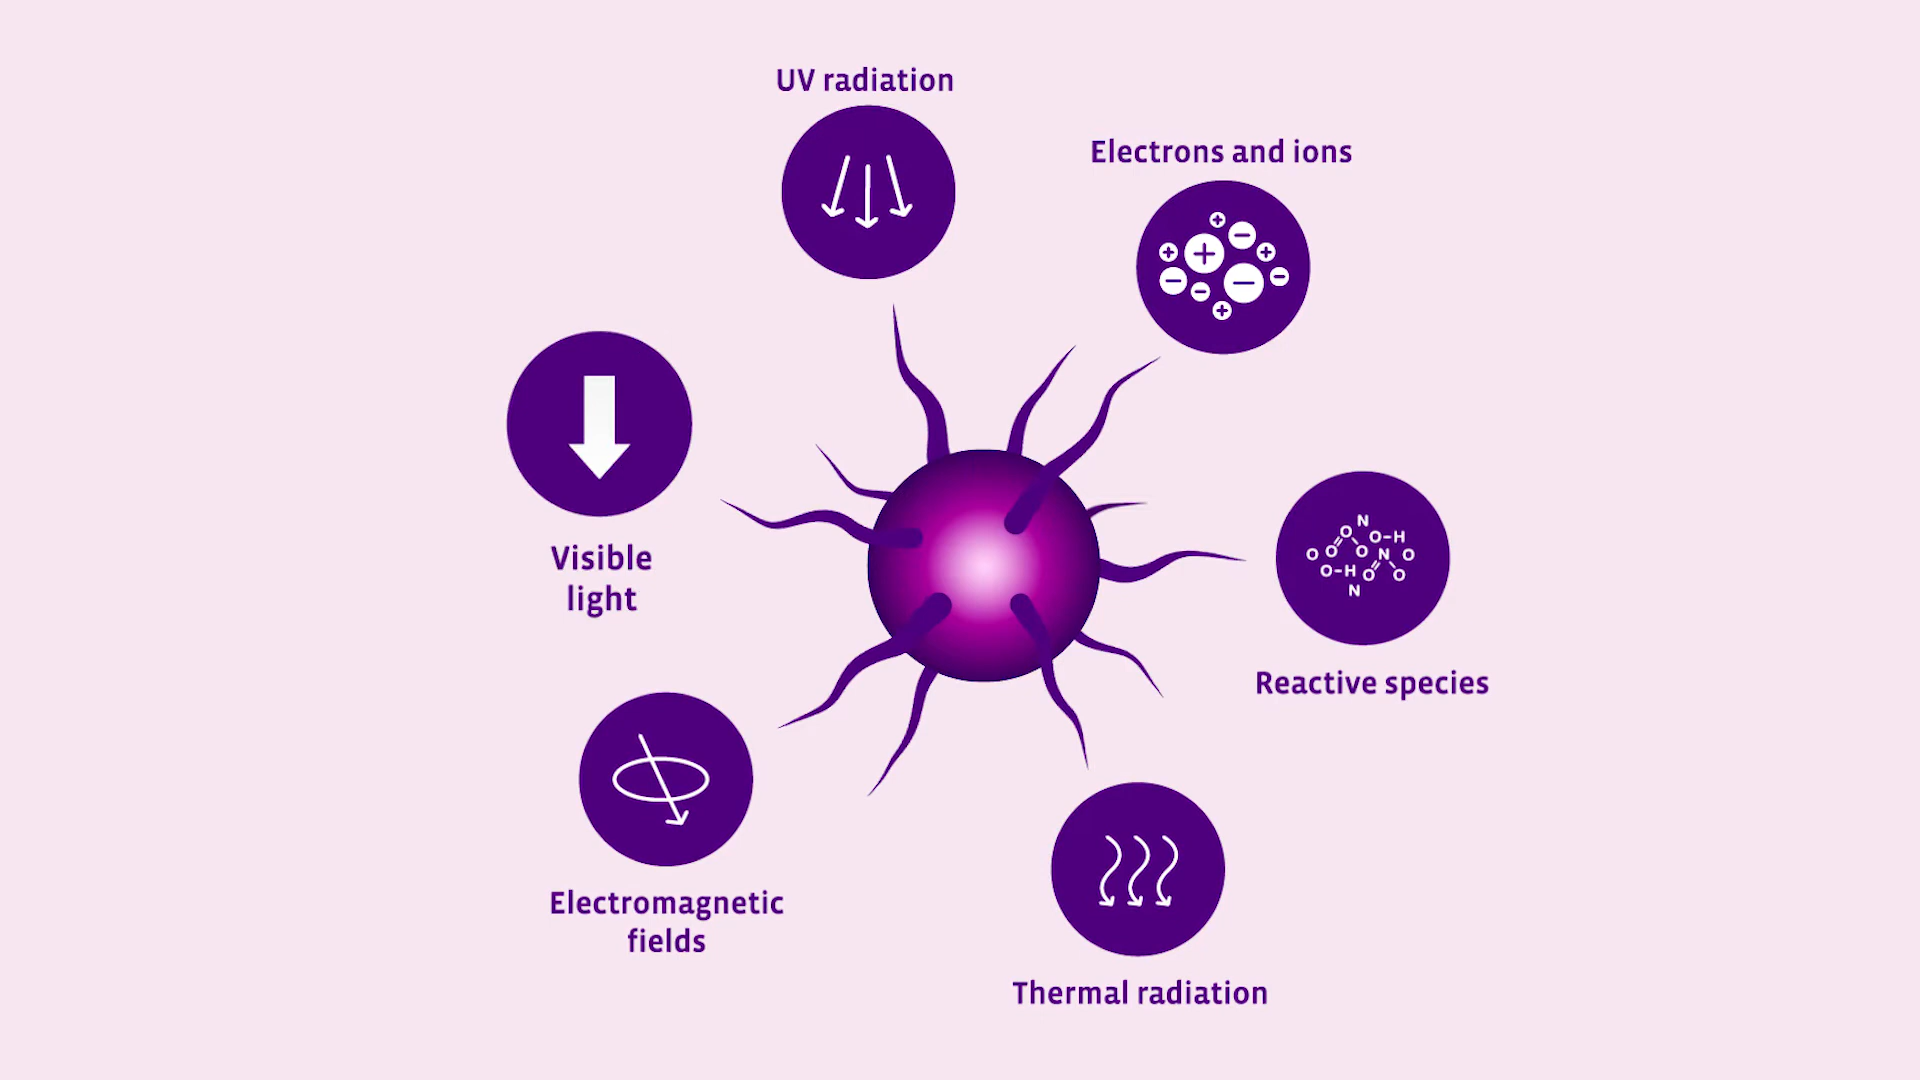 UV radiation
Electrons and ions
+ − + + + − − − − +
Visible
light
N
O-H
O O O O N O
O-H O O
N
Reactive species
Electromagnetic
fields
Thermal radiation